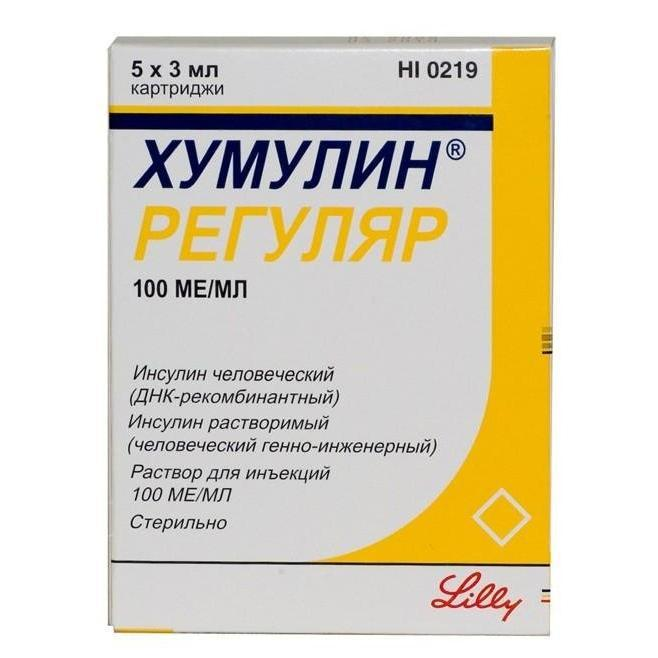 5 х 3 мл
картриджи
HI 0219
ХУМУЛИН®
РЕГУЛЯР
100 МЕ/МЛ
Инсулин человеческий
(ДНК-рекомбинантный)
Инсулин растворимый
(человеческий генно-инженерный)
Раствор для инъекций
100 МЕ/МЛ
Стерильно
Lilly